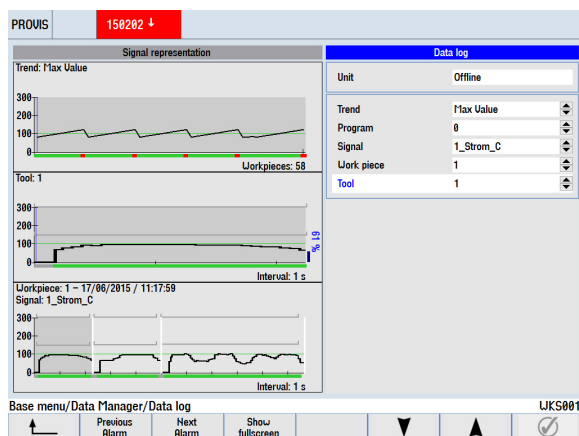 PROVIS 150202 ↓
Signal representation
Data log
Trend: Max Value
300
200
100
0
Workpieces: 58
Tool: 1
300
200
100
0
61 %
Interval: 1 s
Workpiece: 1 - 17/06/2015 / 11:17:59
Signal: 1_Strom_C
300
200
100
0
Interval: 1 s
Unit Offline
Trend Max Value
Program 0
Signal 1_Strom_C
Work piece 1
Tool 1
Base menu/Data Manager/Data log WKS001
Previous Alarm
Next Alarm
Show fullscreen